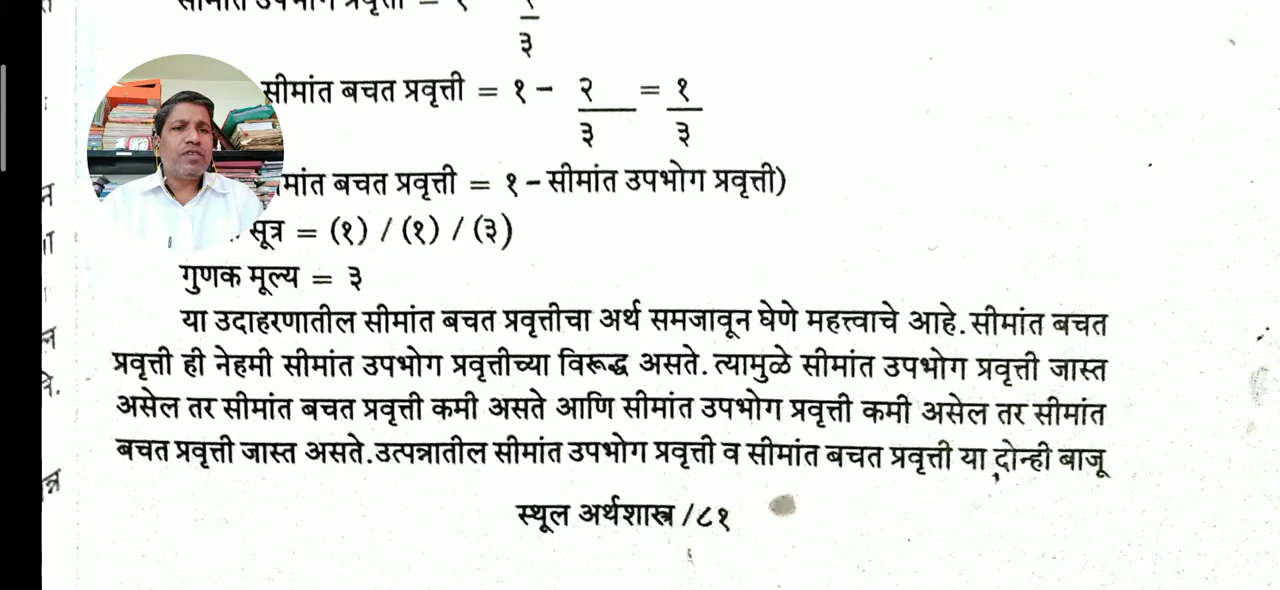 सीमांत उपभोग प्रवृत्ती = १
३
सीमांत बचत प्रवृत्ती = १ - २/३ = १/३
मांत बचत प्रवृत्ती = १ - सीमांत उपभोग प्रवृत्ती)
सूत्र = (१) / (१) / (३)
गुणक मूल्य = ३
या उदाहरणातील सीमांत बचत प्रवृत्तीचा अर्थ समजावून घेणे महत्त्वाचे आहे. सीमांत बचत
प्रवृत्ती ही नेहमी सीमांत उपभोग प्रवृत्तीच्या विरूद्ध असते. त्यामुळे सीमांत उपभोग प्रवृत्ती जास्त
असेल तर सीमांत बचत प्रवृत्ती कमी असते आणि सीमांत उपभोग प्रवृत्ती कमी असेल तर सीमांत
बचत प्रवृत्ती जास्त असते. उत्पन्नातील सीमांत उपभोग प्रवृत्ती व सीमांत बचत प्रवृत्ती या दोन्ही बाजू
स्थूल अर्थशास्त्र /८१